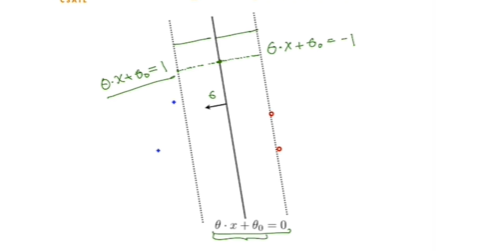 θ·x+θ₀=-1
θ·x+θ₀=1
θ
θ · x + θ₀ = 0